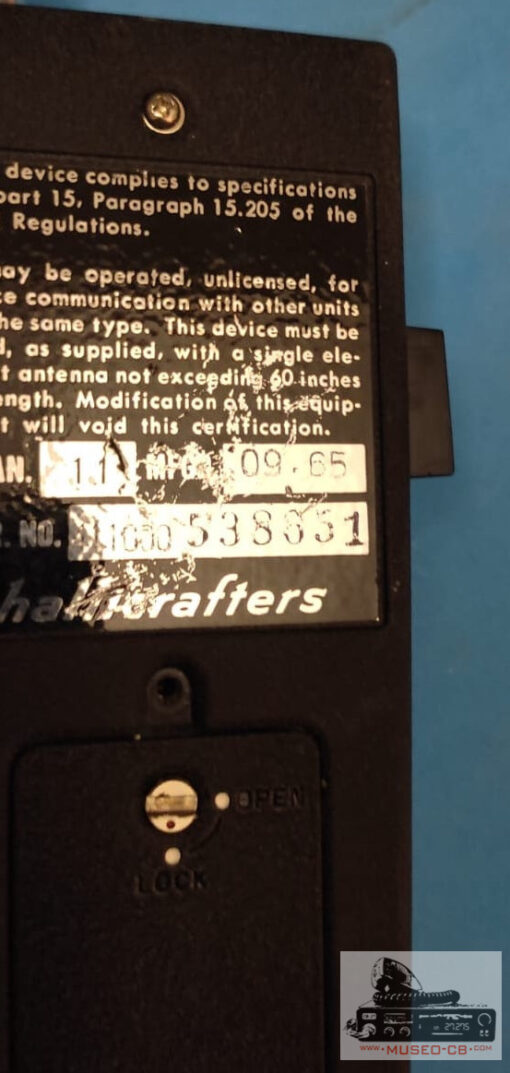 device complies to specifications
part 15, Paragraph 15.205 of the
Regulations.
may be operated, unlicensed, for
ce communication with other units
he same type. This device must be
d, as supplied, with a single ele-
t antenna not exceeding 60 inches
ength. Modification of this equip-
t will void this certification.
AN. 11 MFG. 09.65
R. NO.
hallicrafters
OPEN
LOCK
27.275
www.MUSEO-CB.com